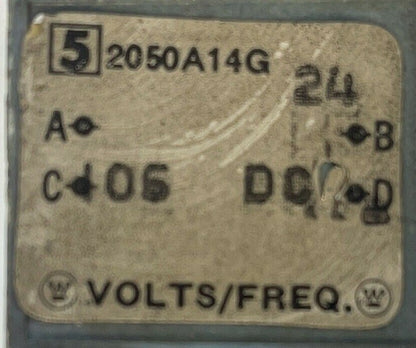 5 2050A14G
24
A B
C 106 DC D
VOLTS/FREQ.